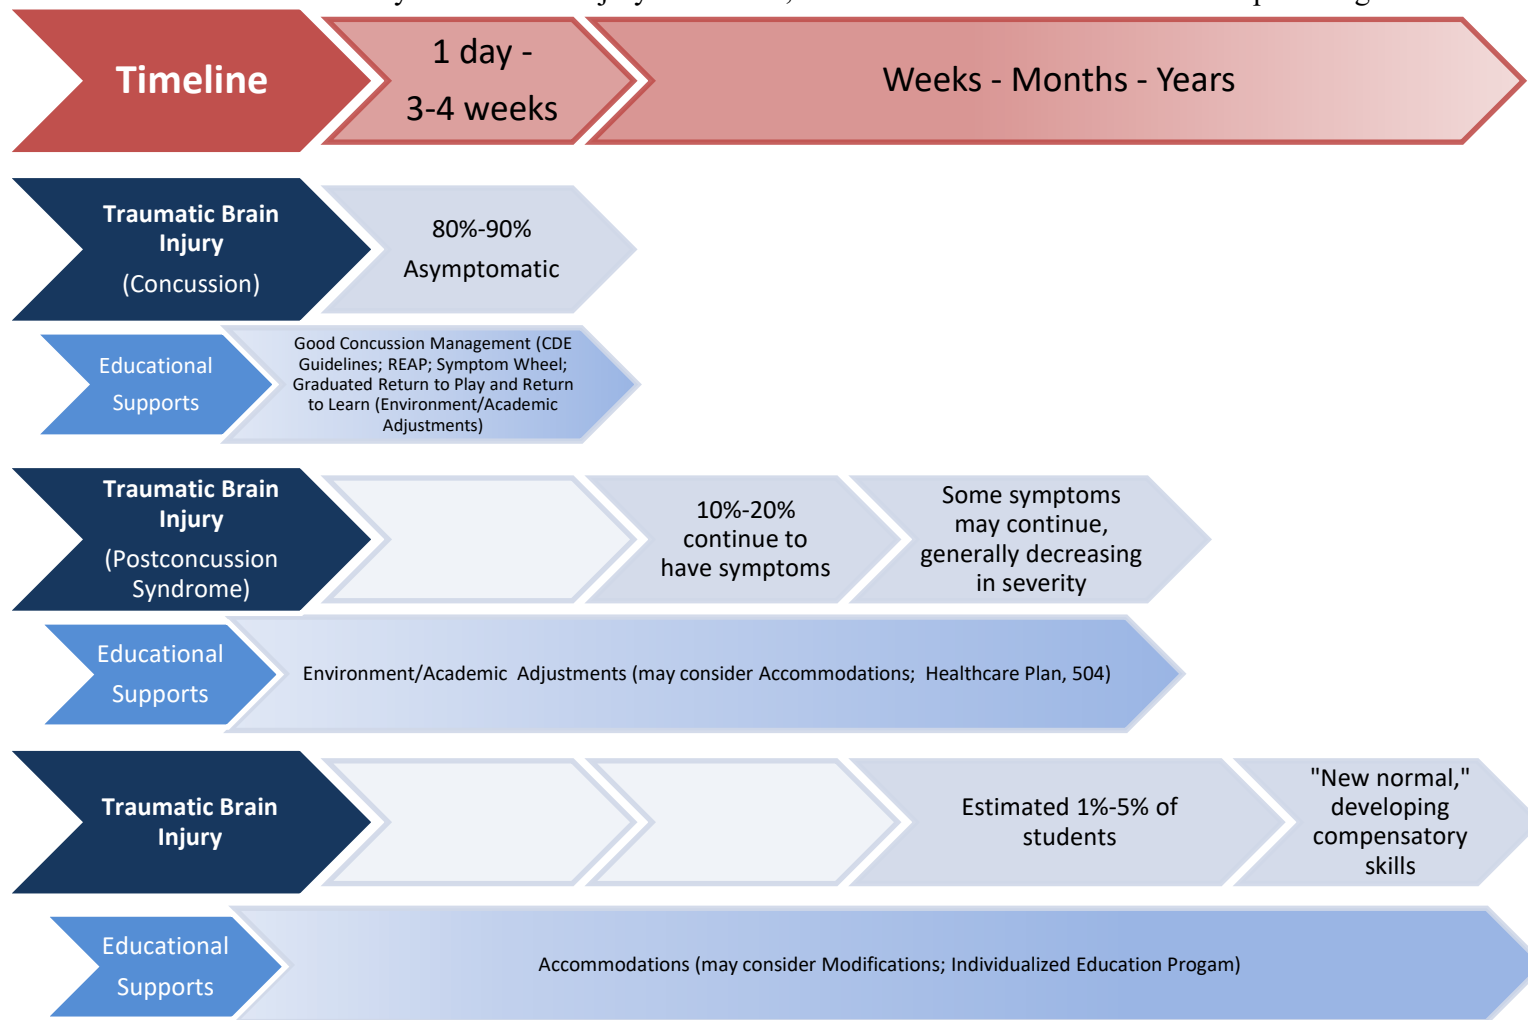 Timeline
1 day -
3-4 weeks
Weeks - Months - Years
Traumatic Brain
Injury
(Concussion)
80%-90%
Asymptomatic
Educational
Supports
Good Concussion Management (CDE
Guidelines; REAP; Symptom Wheel;
Graduated Return to Play and Return
to Learn (Environment/Academic
Adjustments)
Traumatic Brain
Injury
(Postconcussion
Syndrome)
10%-20%
continue to
have symptoms
Some symptoms
may continue,
generally decreasing
in severity
Educational
Supports
Environment/Academic Adjustments (may consider Accommodations; Healthcare Plan, 504)
Traumatic Brain
Injury
Estimated 1%-5% of
students
"New normal,"
developing
compensatory
skills
Educational
Supports
Accommodations (may consider Modifications; Individualized Education Progam)